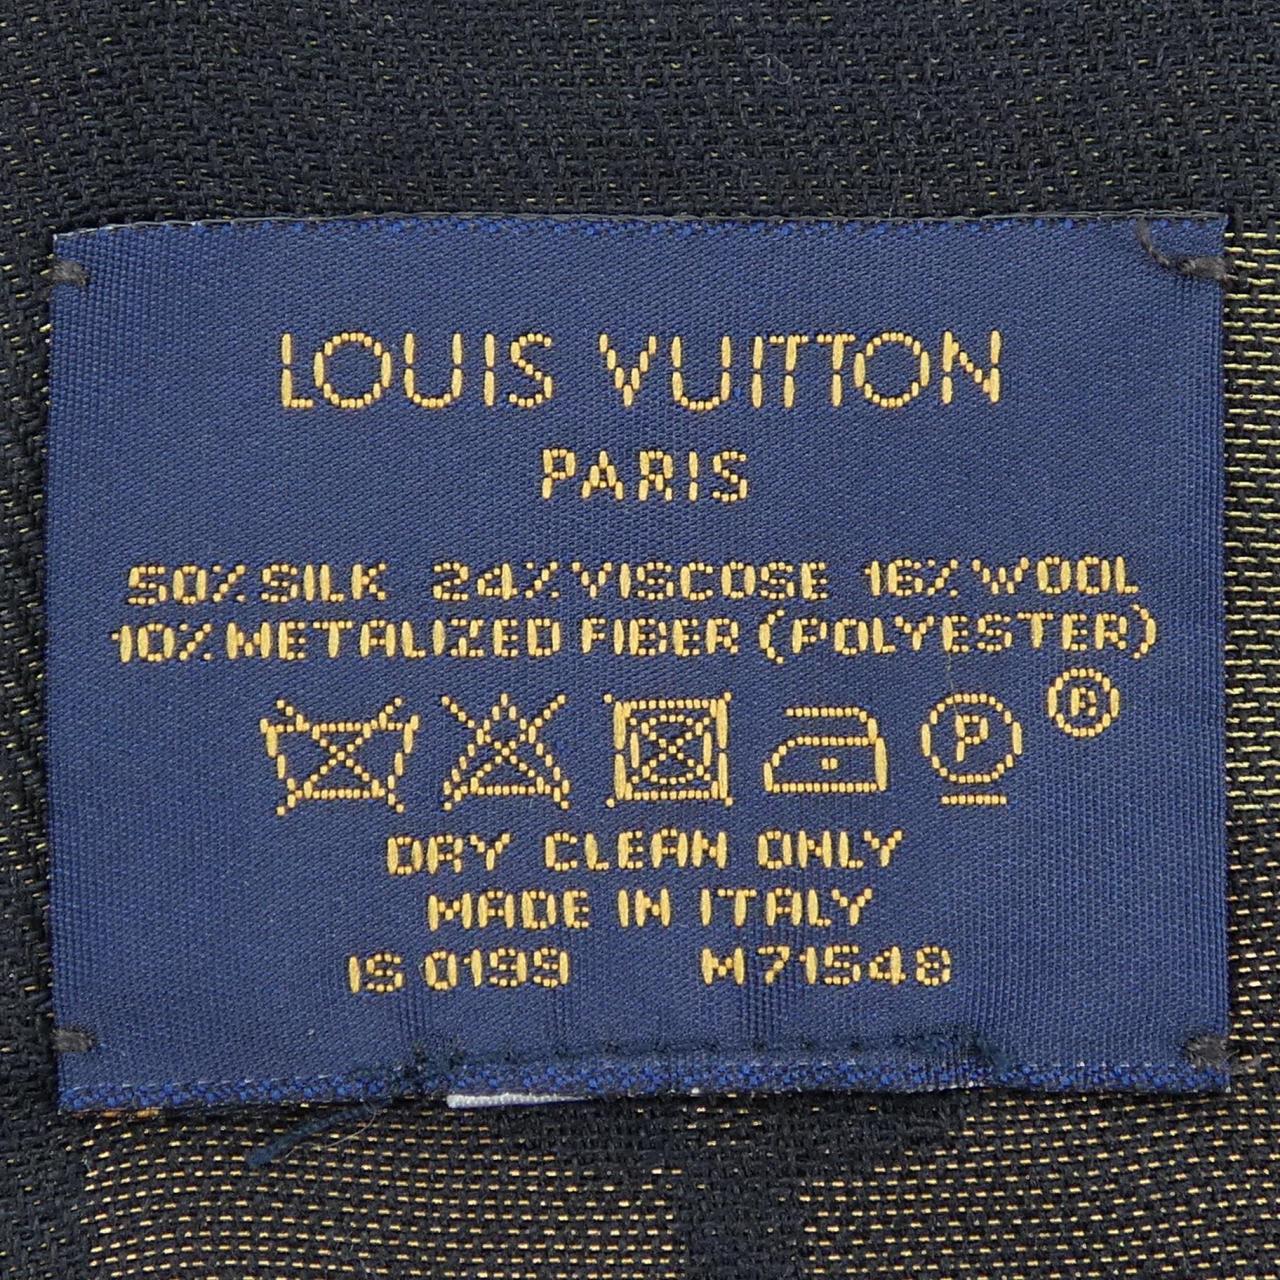 LOUIS VUITTON
PARIS
50% SILK 24% VISCOSE 16% WOOL
10% METALIZED FIBER (POLYESTER)
P ®
DRY CLEAN ONLY
MADE IN ITALY
IS 0199 M71548